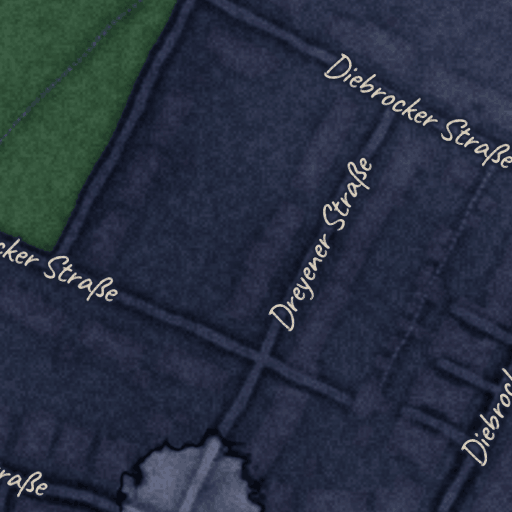 Diebrocker Straße
Dreyener Straße
cker Straße
Diebroc
raße